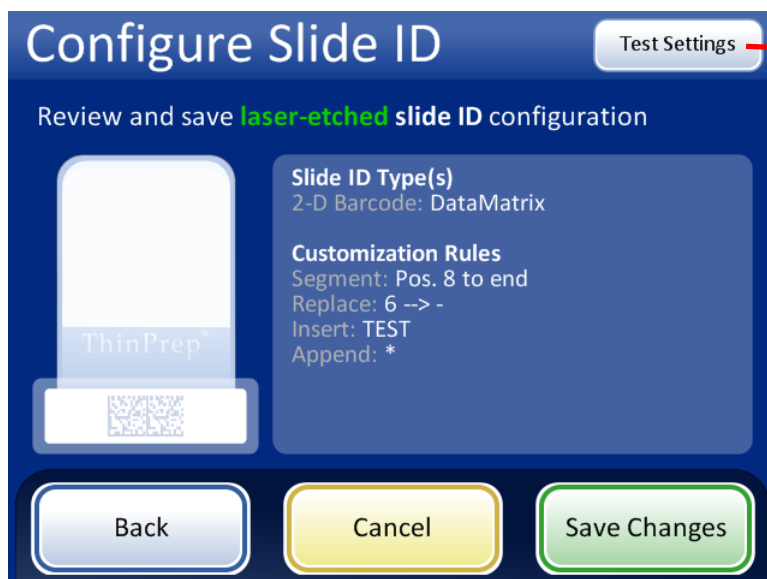 Configure Slide ID
Test Settings
Review and save laser-etched slide ID configuration
Slide ID Type(s)
2-D Barcode: DataMatrix
Customization Rules
Segment: Pos. 8 to end
Replace: 6 --> -
Insert: TEST
Append: *
ThinPrep®
Back
Cancel
Save Changes